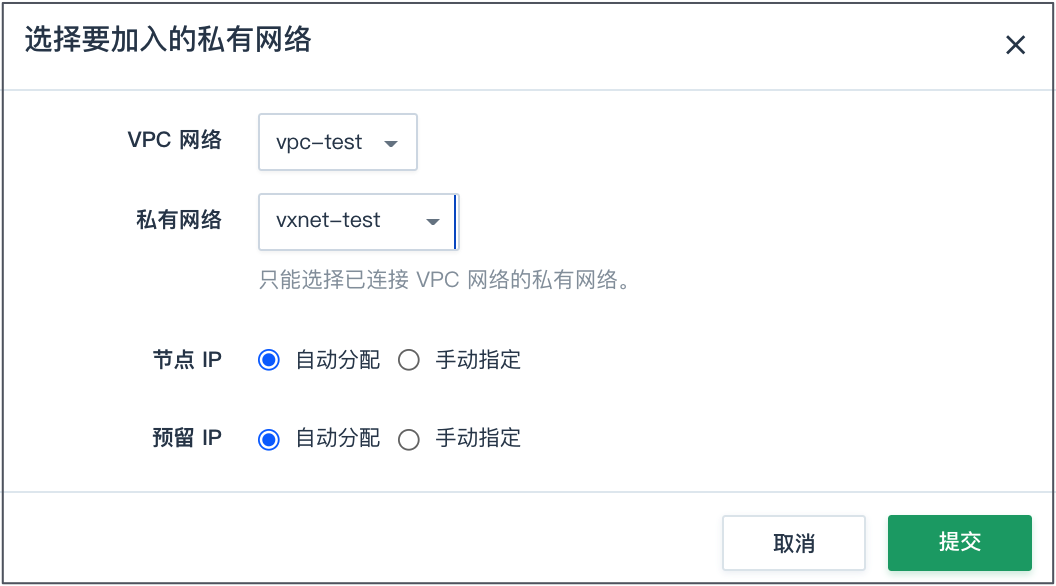 选择要加入的私有网络
VPC 网络 vpc-test
私有网络 vxnet-test
只能选择已连接 VPC 网络的私有网络。
节点 IP 自动分配 手动指定
预留 IP 自动分配 手动指定
取消 提交